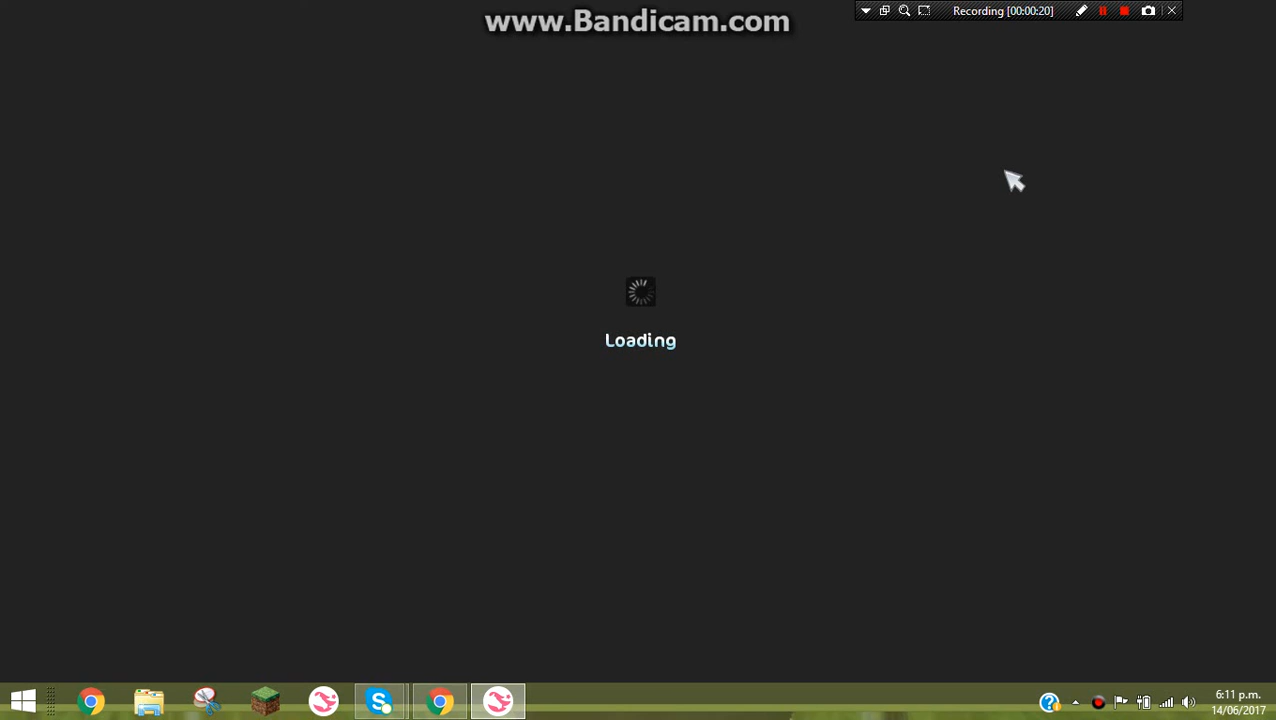 www.Bandicam.com
Recording [00:00:20]
Loading
6:11 p.m.
14/06/2017